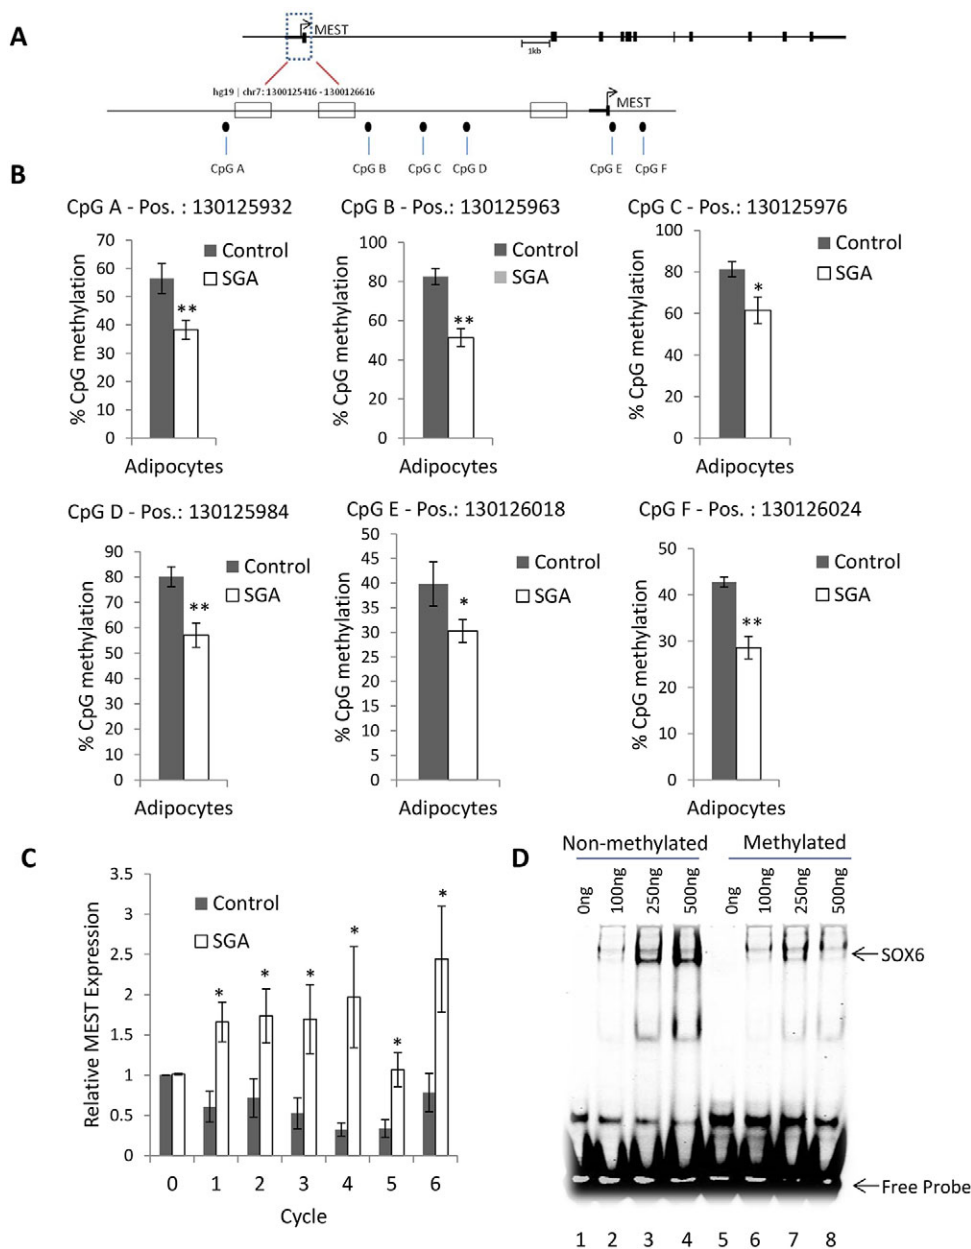 A
MEST
1kb
hg19 | chr7: 1300125416 - 1300126616
MEST
CpG A
CpG B
CpG C
CpG D
CpG E
CpG F
B
CpG A - Pos. : 130125932
% CpG methylation
70
60
50
40
30
20
10
0
**
Control
SGA
Adipocytes
CpG B - Pos.: 130125963
% CpG methylation
100
80
60
40
20
0
**
Control
SGA
Adipocytes
CpG C - Pos.: 130125976
% CpG methylation
100
80
60
40
20
0
*
Control
SGA
Adipocytes
CpG D - Pos.: 130125984
% CpG methylation
90
80
70
60
50
40
30
20
10
0
**
Control
SGA
Adipocytes
CpG E - Pos.: 130126018
% CpG methylation
50
45
40
35
30
25
20
15
10
5
0
*
Control
SGA
Adipocytes
CpG F - Pos. : 130126024
% CpG methylation
50
40
30
20
10
0
**
Control
SGA
Adipocytes
C
Relative MEST Expression
3.5
3
2.5
2
1.5
1
0.5
0
Control
SGA
* * * * * *
0 1 2 3 4 5 6
Cycle
D
Non-methylated Methylated
0ng 100ng 250ng 500ng 0ng 100ng 250ng 500ng
SOX6
Free Probe
1 2 3 4 5 6 7 8